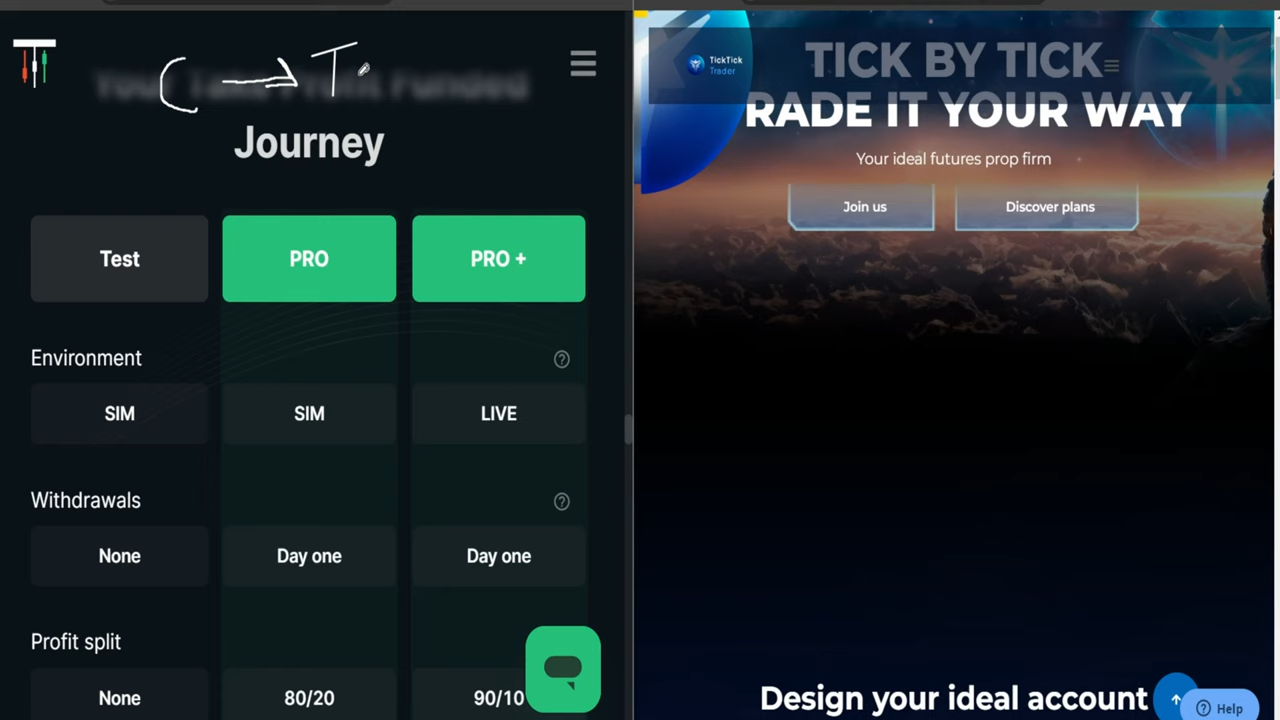 C → T
Journey
Test
PRO
PRO +
Environment
SIM
SIM
LIVE
Withdrawals
None
Day one
Day one
Profit split
None
80/20
90/10
TickTick
Trader
TICK BY TICK
RADE IT YOUR WAY
Your ideal futures prop firm
Join us
Discover plans
Design your ideal account
Help